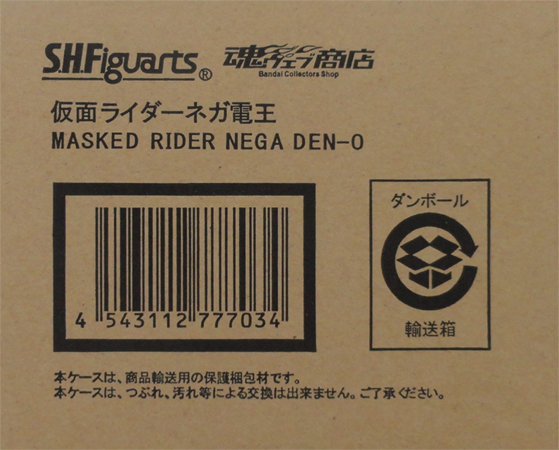 S.H.Figuarts® 魂ウェブ商店
Bandai Collectors Shop
仮面ライダーネガ電王
MASKED RIDER NEGA DEN-O
4 543112 777034
ダンボール
輸送箱
本ケースは、商品輸送用の保護梱包材です。
本ケースは、つぶれ、汚れ等による交換は出来ません。ご了承ください。